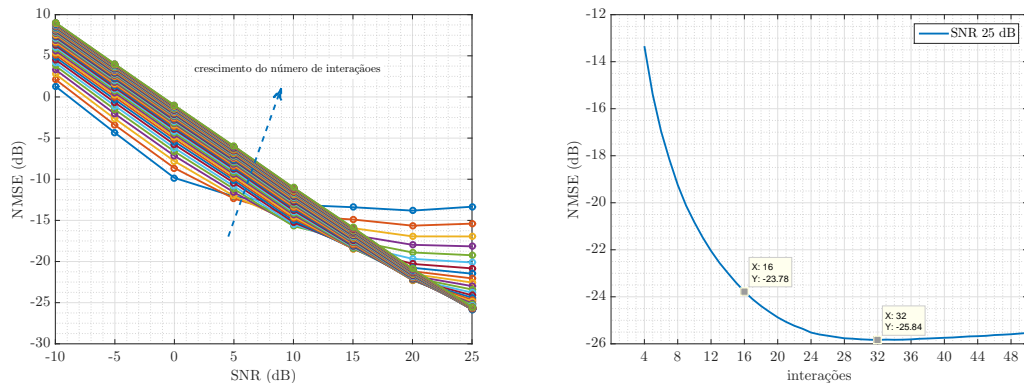 10
5
0
-5
-10
-15
-20
-25
-30
NMSE (dB)
crescimento do número de interaçãoes
-10 -5 0 5 10 15 20 25
SNR (dB)
-12
-14
-16
-18
-20
-22
-24
-26
NMSE (dB)
SNR 25 dB
X: 16
Y: -23.78
X: 32
Y: -25.84
4 8 12 16 20 24 28 32 36 40 44 48
interações